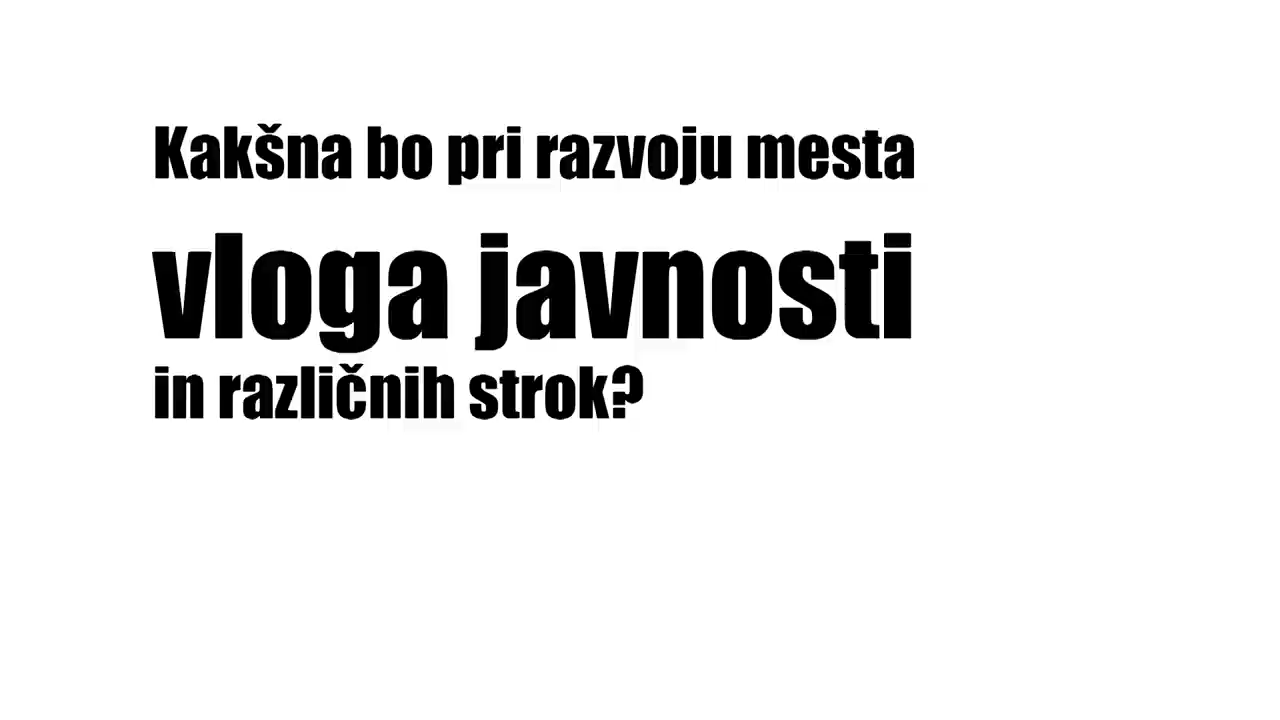 Kakšna bo pri razvoju mesta
vloga javnosti
in različnih strok?